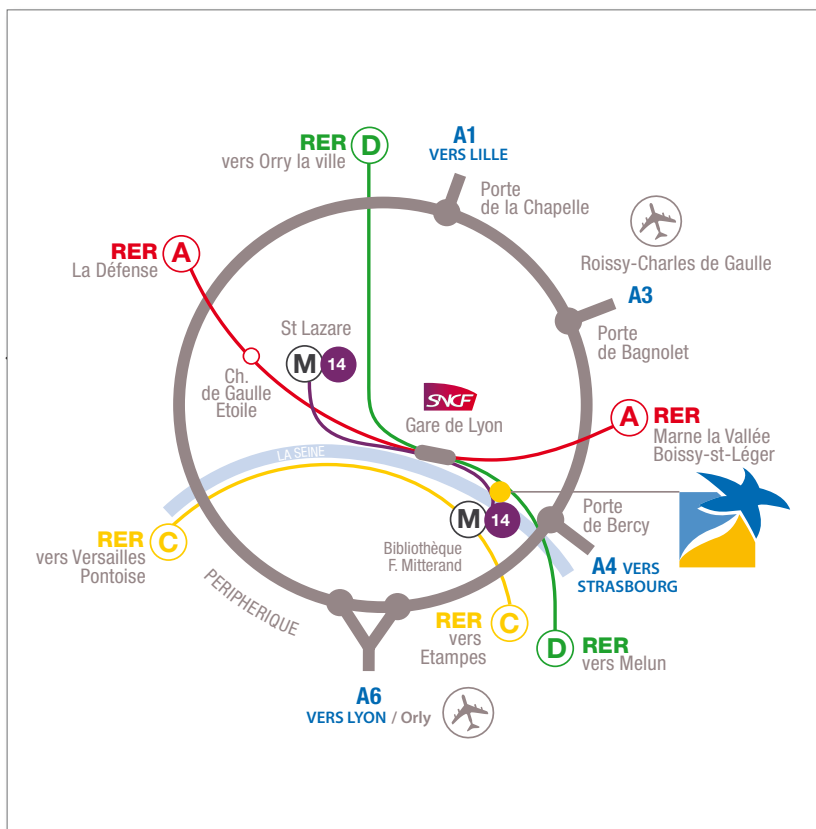 RER D
vers Orry la ville
A1
VERS LILLE
Porte
de la Chapelle
RER A
La Défense
Roissy-Charles de Gaulle
A3
Porte
de Bagnolet
St Lazare
M 14
Ch.
de Gaulle
Etoile
SNCF
Gare de Lyon
A RER
Marne la Vallée
Boissy-st-Léger
LA SEINE
M 14
Bibliothèque
F. Mitterand
Porte
de Bercy
RER C
vers Versailles
Pontoise
A4 VERS
STRASBOURG
PERIPHERIQUE
RER C
vers
Etampes
D RER
vers Melun
A6
VERS LYON / Orly